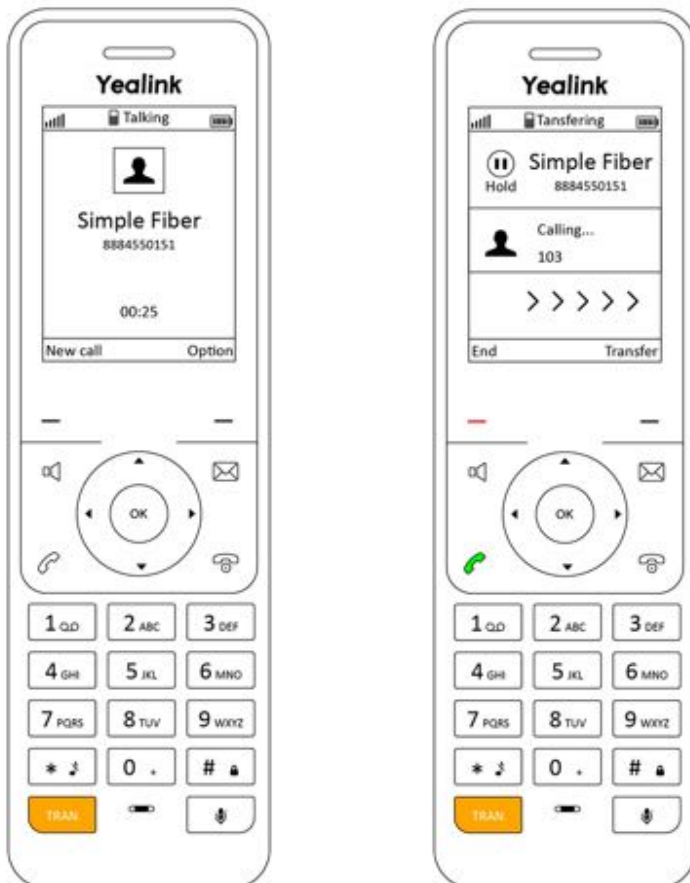 Yealink
Talking
Simple Fiber
8884550151
00:25
New call Option
OK
1 2 ABC 3 DEF
4 GHI 5 JKL 6 MNO
7 PQRS 8 TUV 9 WXYZ
* 0 + #
TRAN
Yealink
Tansfering
Simple Fiber
Hold 8884550151
Calling...
103
> > > > >
End Transfer
OK
1 2 ABC 3 DEF
4 GHI 5 JKL 6 MNO
7 PQRS 8 TUV 9 WXYZ
* 0 + #
TRAN